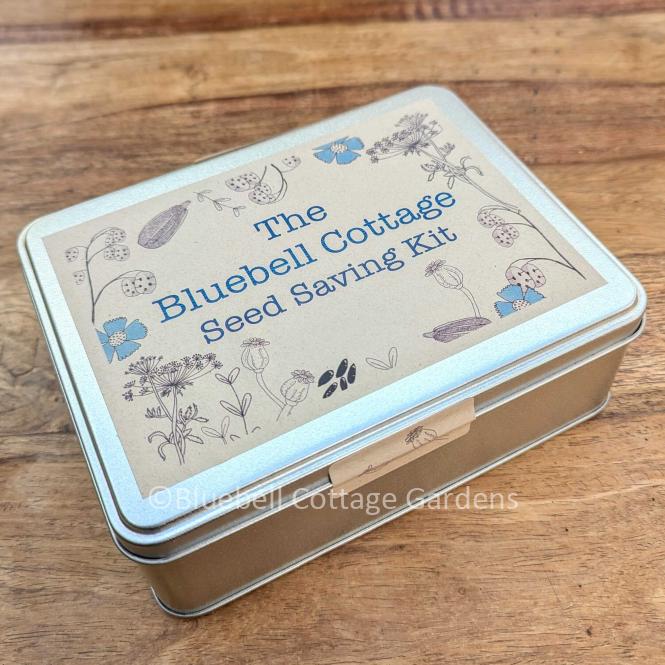 The
Bluebell Cottage
Seed Saving Kit
©Bluebell Cottage Gardens